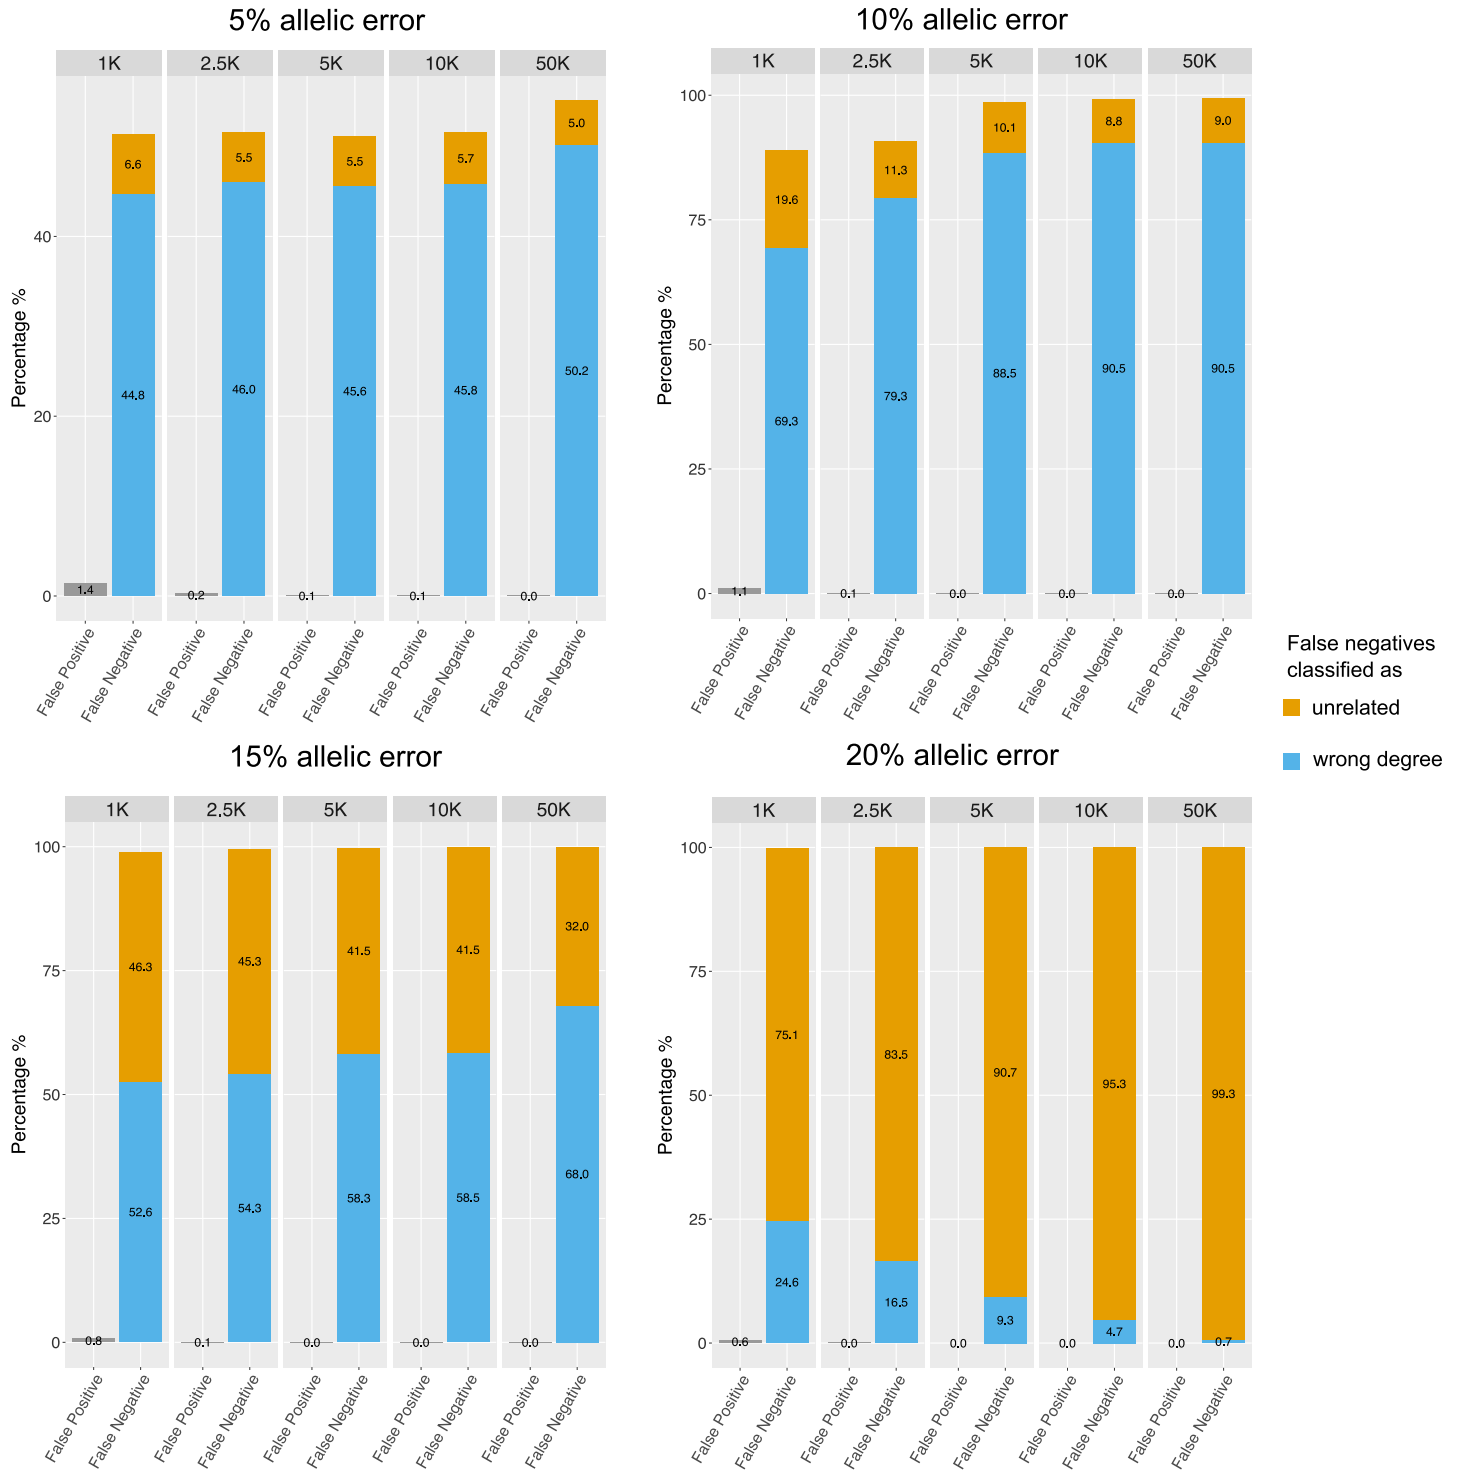 5% allelic error
1K 2.5K 5K 10K 50K
Percentage %
40
20
0
6.6 5.5 5.5 5.7 5.0
44.8 46.0 45.6 45.8 50.2
1.4 0.2 0.1 0.1 0.0
False Positive False Negative False Positive False Negative False Positive False Negative False Positive False Negative False Positive False Negative
10% allelic error
1K 2.5K 5K 10K 50K
Percentage %
100
75
50
25
0
19.6 11.3 10.1 8.8 9.0
69.3 79.3 88.5 90.5 90.5
1.1 0.1 0.0 0.0 0.0
False Positive False Negative False Positive False Negative False Positive False Negative False Positive False Negative False Positive False Negative
False negatives
classified as
unrelated
wrong degree
15% allelic error
1K 2.5K 5K 10K 50K
Percentage %
100
75
50
25
0
46.3 45.3 41.5 41.5 32.0
52.6 54.3 58.3 58.5 68.0
0.8 0.1 0.0 0.0 0.0
False Positive False Negative False Positive False Negative False Positive False Negative False Positive False Negative False Positive False Negative
20% allelic error
1K 2.5K 5K 10K 50K
Percentage %
100
75
50
25
0
75.1 83.5 90.7 95.3 99.3
24.6 16.5 9.3 4.7 0.7
0.6 0.0 0.0 0.0 0.0
False Positive False Negative False Positive False Negative False Positive False Negative False Positive False Negative False Positive False Negative